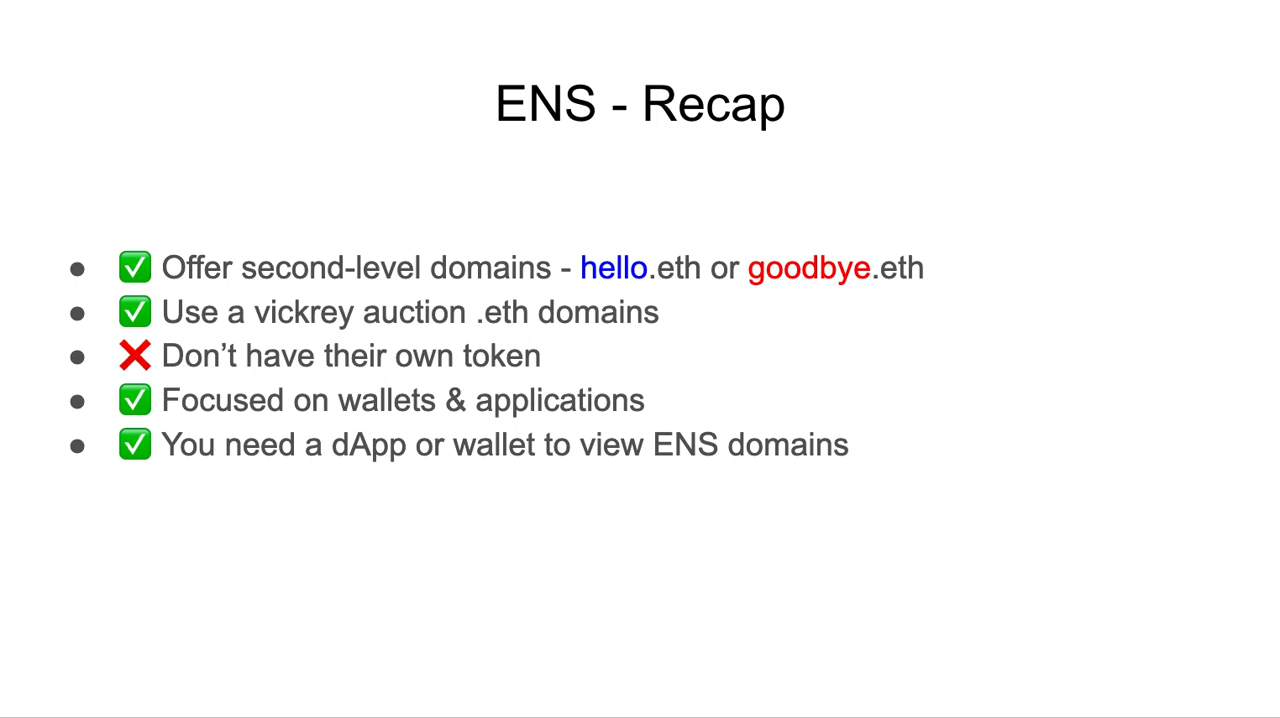 ENS - Recap
● ✅ Offer second-level domains - hello.eth or goodbye.eth
● ✅ Use a vickrey auction .eth domains
● ❌ Don’t have their own token
● ✅ Focused on wallets & applications
● ✅ You need a dApp or wallet to view ENS domains